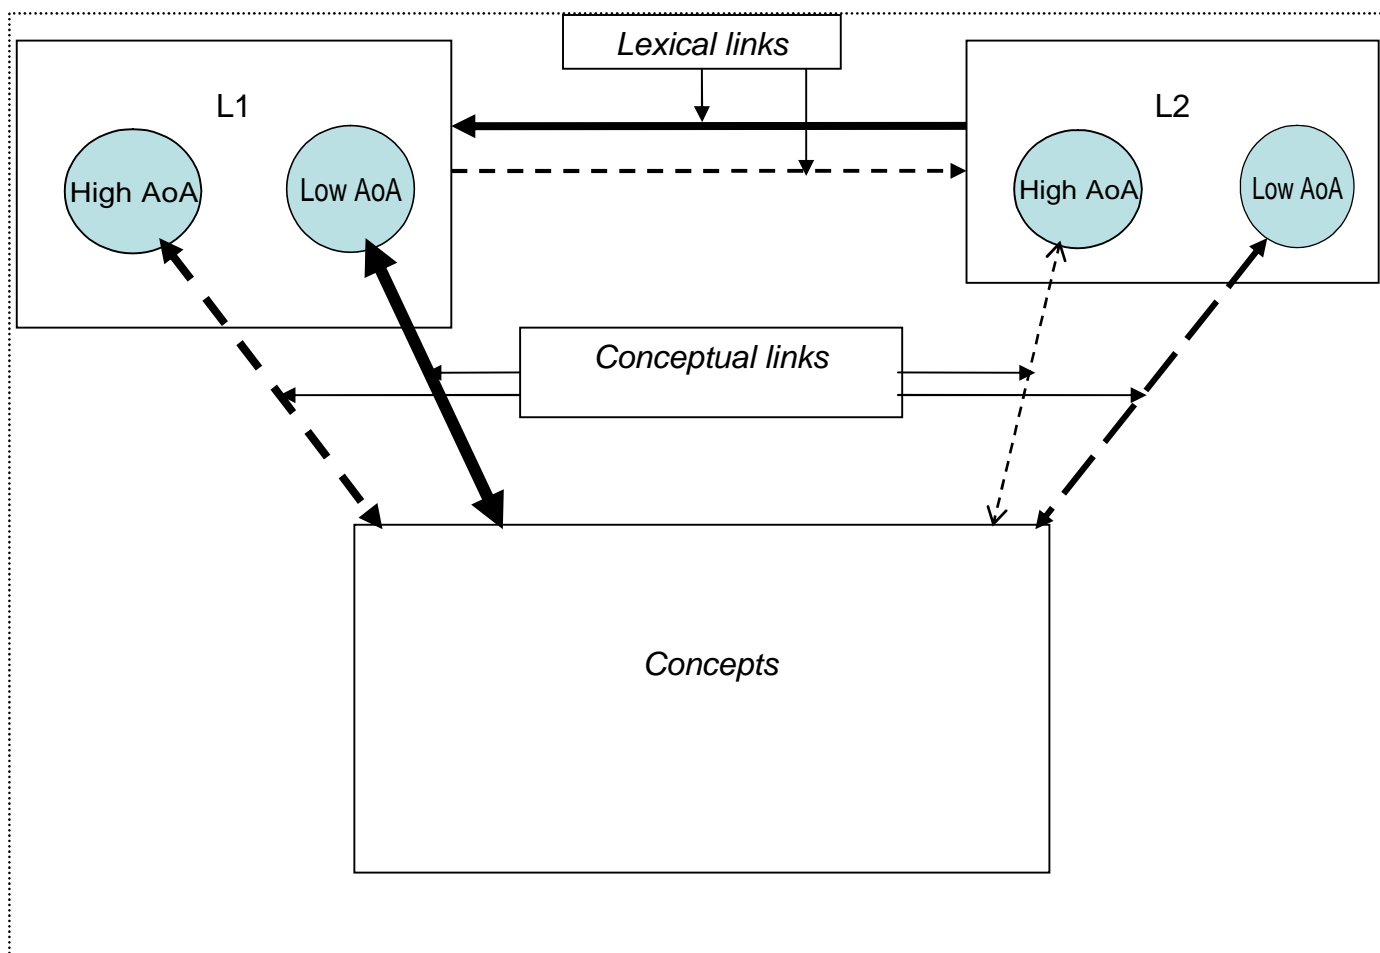 Lexical links
L1
L2
High AoA
Low AoA
High AoA
Low AoA
Conceptual links
Concepts